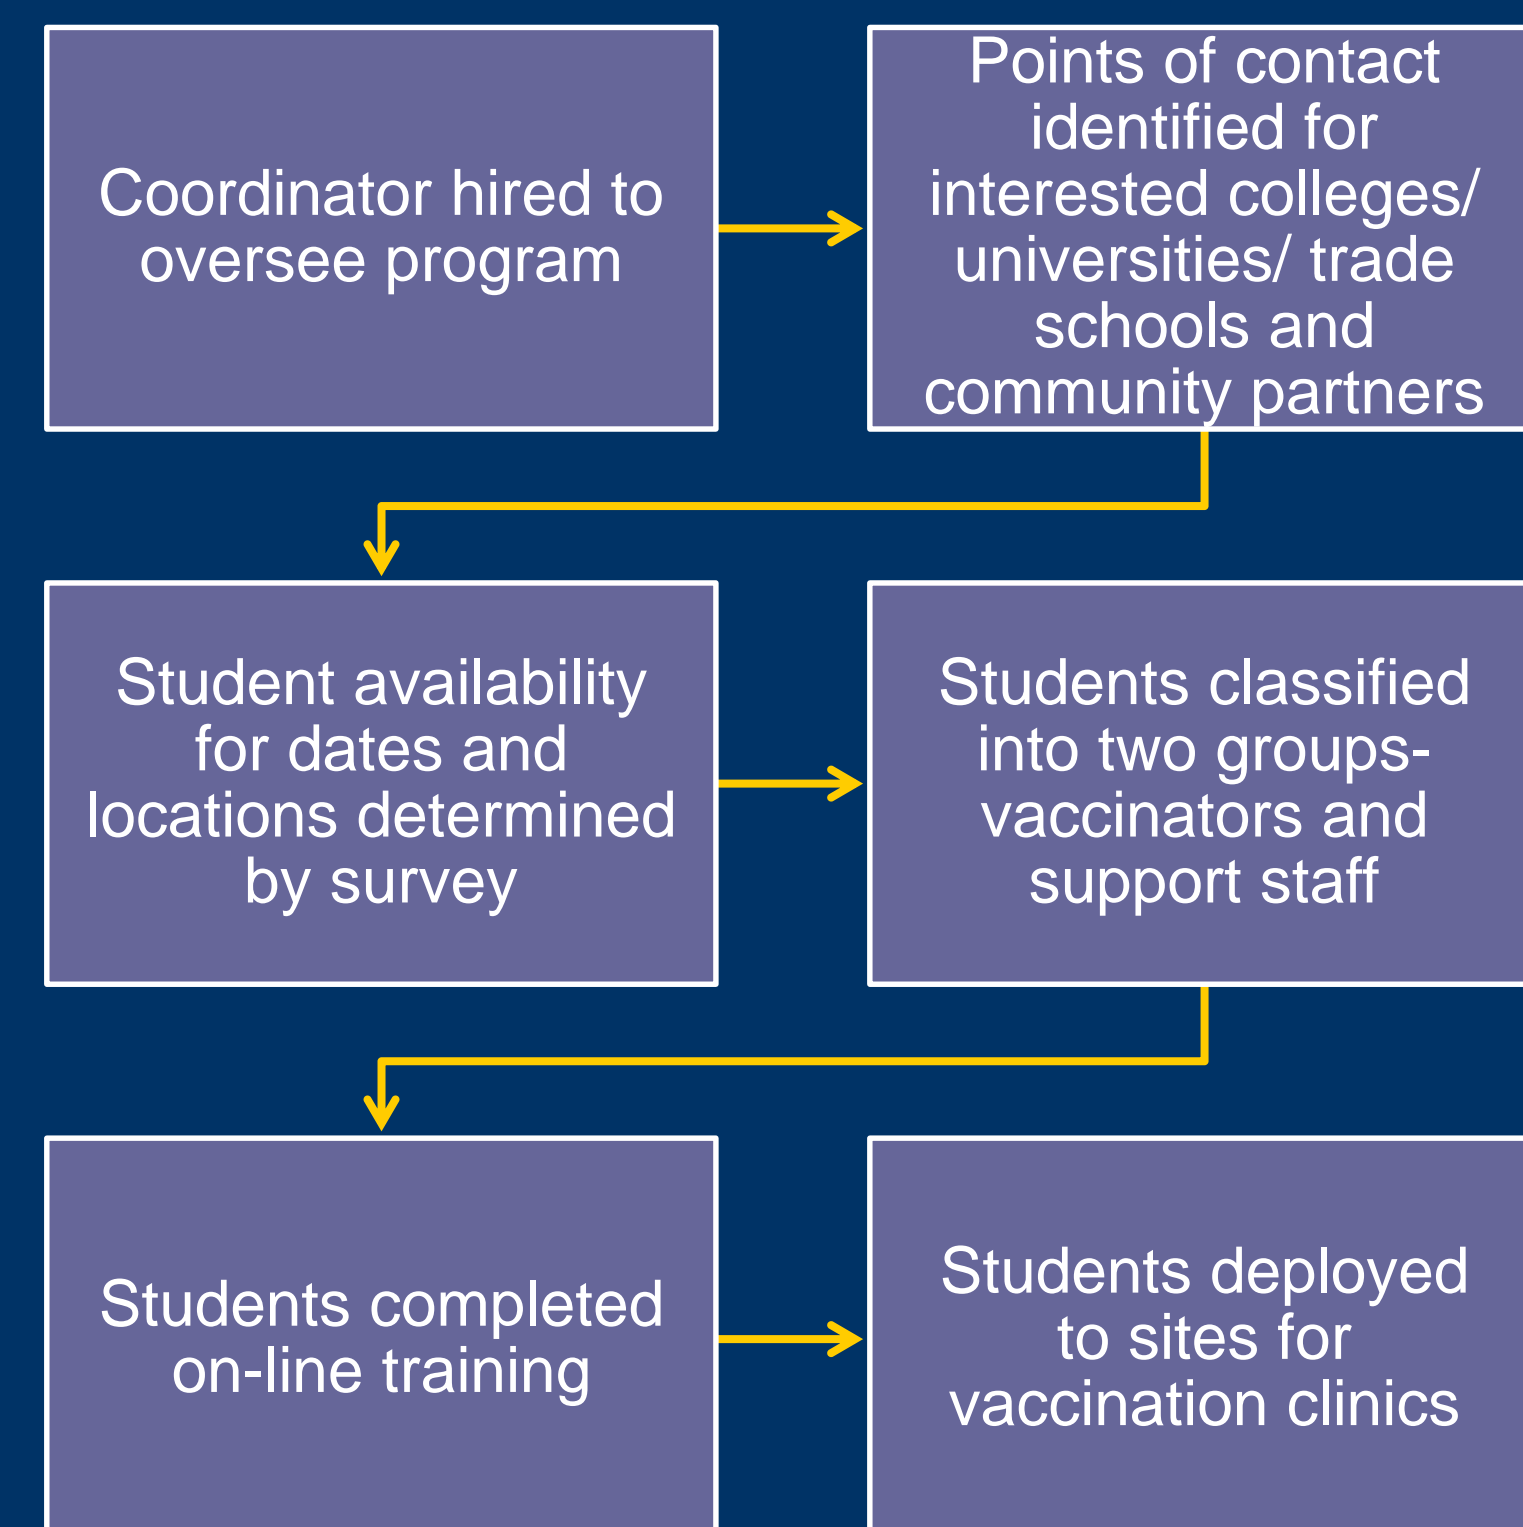 Coordinator hired to
oversee program
Points of contact
identified for
interested colleges/
universities/ trade
schools and
community partners
Student availability
for dates and
locations determined
by survey
Students classified
into two groups-
vaccinators and
support staff
Students completed
on-line training
Students deployed
to sites for
vaccination clinics